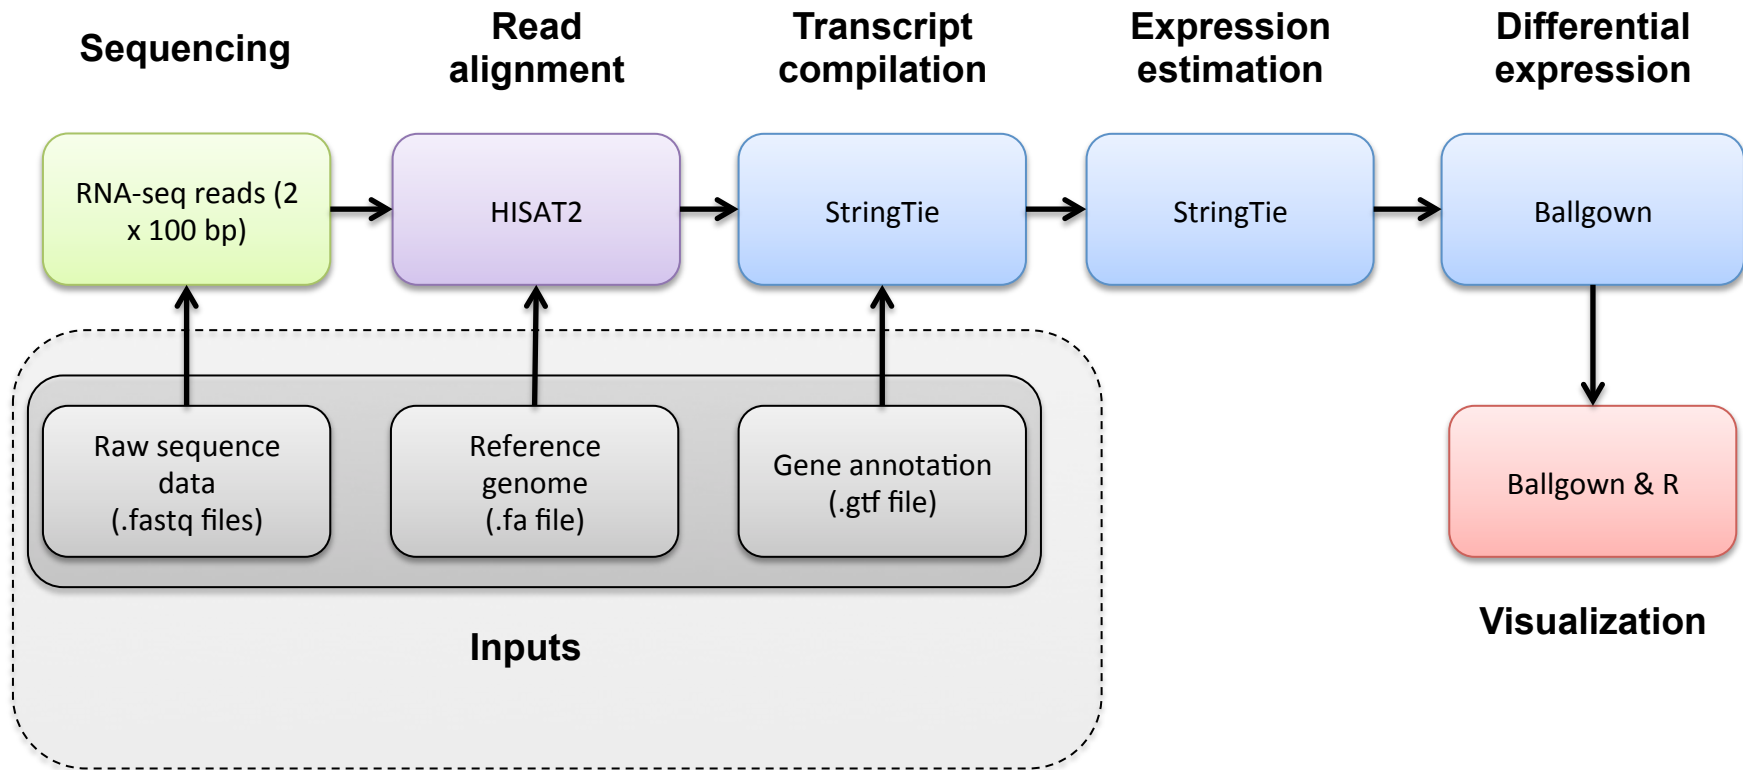 Sequencing
Read
alignment
Transcript
compilation
Expression
estimation
Differential
expression
RNA-seq reads (2
x 100 bp)
HISAT2
StringTie
StringTie
Ballgown
Raw sequence
data
(.fastq files)
Reference
genome
(.fa file)
Gene annotation
(.gtf file)
Ballgown & R
Inputs
Visualization